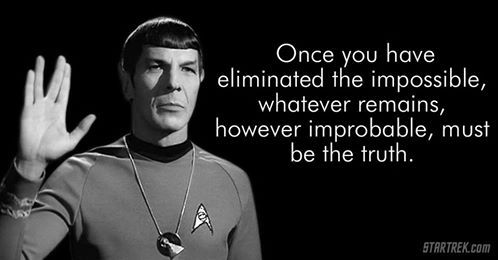 Once you have
eliminated the impossible,
whatever remains,
however improbable, must
be the truth.
STARTREK.com